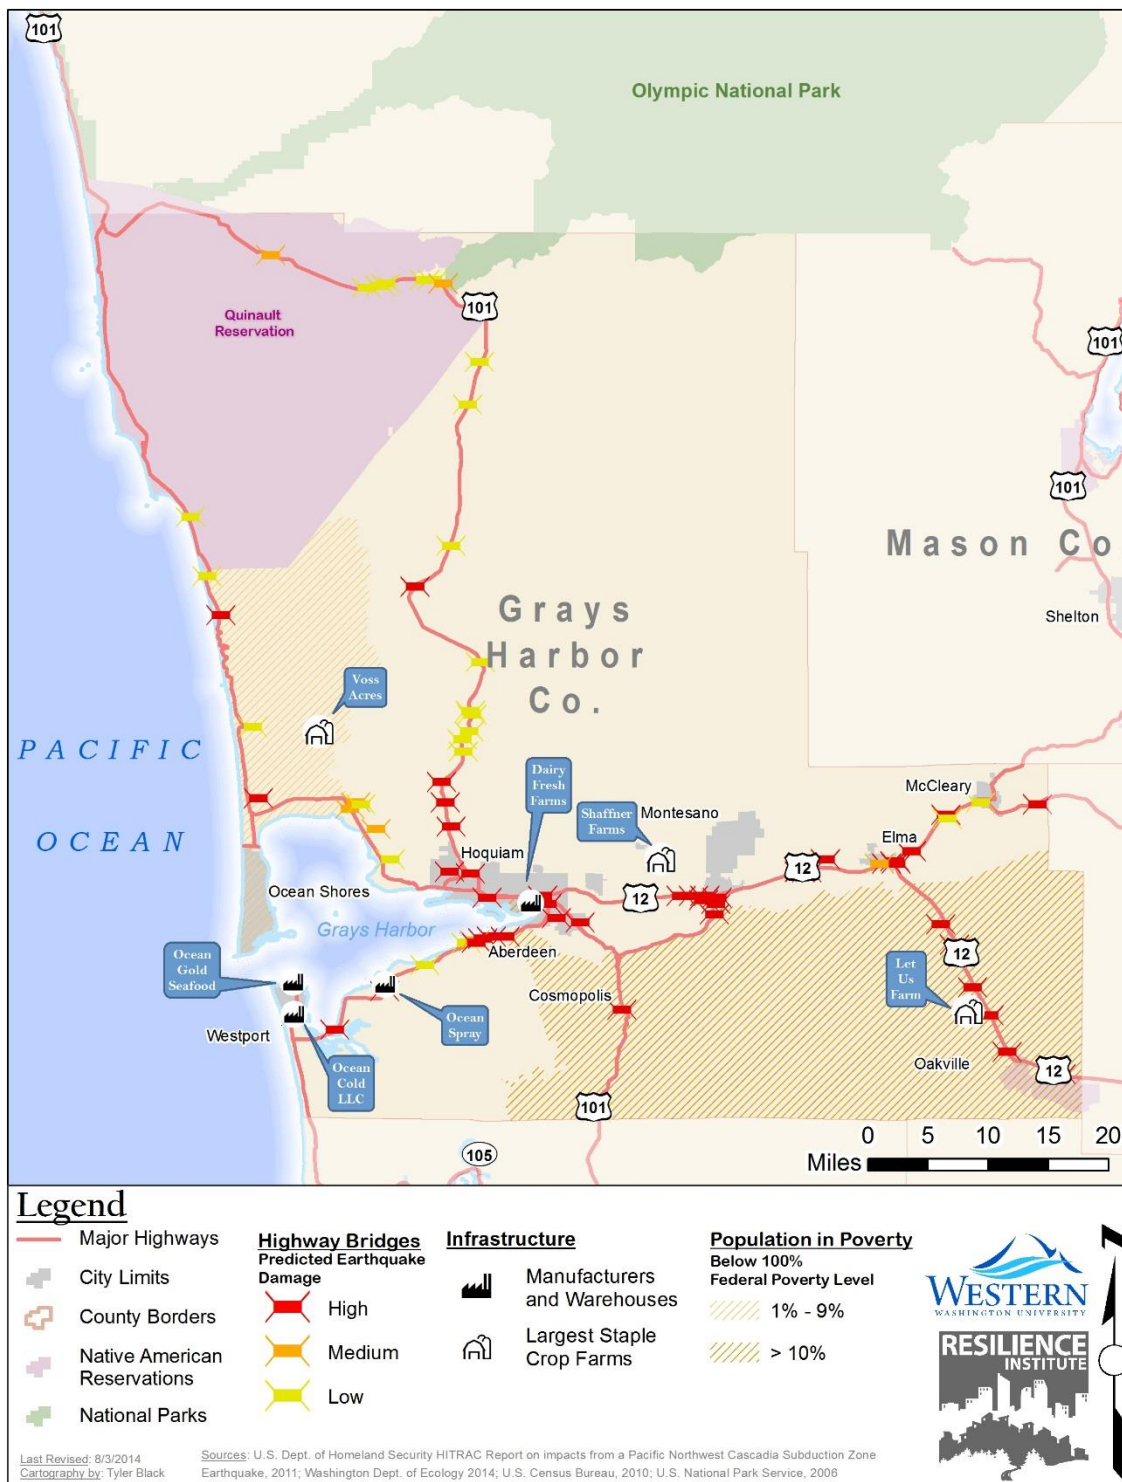 101
Olympic National Park
Quinault
Reservation
101
101
101
Mason Co
Grays
Harbor
Co.
Shelton
Voss
Acres
PACIFIC
OCEAN
Dairy
Fresh
Farms
Shaffner
Farms
Montesano
McCleary
Elma
Hoquiam
12
12
Ocean Shores
Grays Harbor
Aberdeen
12
Ocean
Gold
Seafood
Let
Us
Farm
Cosmopolis
Ocean
Spray
Westport
Ocean
Cold
LLC
Oakville
12
101
105
0 5 10 15 20
Miles
Legend
Major Highways
City Limits
County Borders
Native American
Reservations
National Parks
Highway Bridges
Predicted Earthquake
Damage
High
Medium
Low
Infrastructure
Manufacturers
and Warehouses
Largest Staple
Crop Farms
Population in Poverty
Below 100%
Federal Poverty Level
1% - 9%
> 10%
WESTERN
WASHINGTON UNIVERSITY
RESILIENCE
INSTITUTE
Last Revised: 8/3/2014
Cartography by: Tyler Black
Sources: U.S. Dept. of Homeland Security HITRAC Report on impacts from a Pacific Northwest Cascadia Subduction Zone
Earthquake, 2011; Washington Dept. of Ecology 2014; U.S. Census Bureau, 2010; U.S. National Park Service, 2006